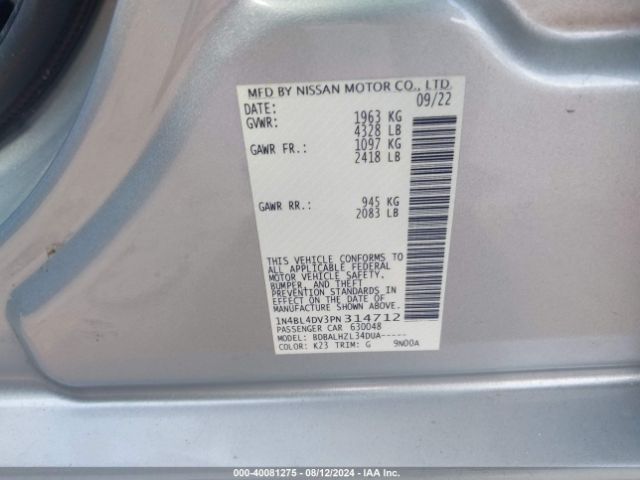 MFD BY NISSAN MOTOR CO., LTD.
DATE: 09/22
GVWR: 1963 KG
4328 LB
GAWR FR.: 1097 KG
2418 LB
GAWR RR.: 945 KG
2083 LB
THIS VEHICLE CONFORMS TO
ALL APPLICABLE FEDERAL
MOTOR VEHICLE SAFETY,
BUMPER, AND THEFT
PREVENTION STANDARDS IN
EFFECT ON THE DATE OF
MANUFACTURE SHOWN ABOVE.
1N4BL4DV3PN314712
PASSENGER CAR 630048
MODEL: BDBALHZL34DUA-----
COLOR: K23 TRIM: G 9N00A
000-40081275 - 08/12/2024 - IAA Inc.